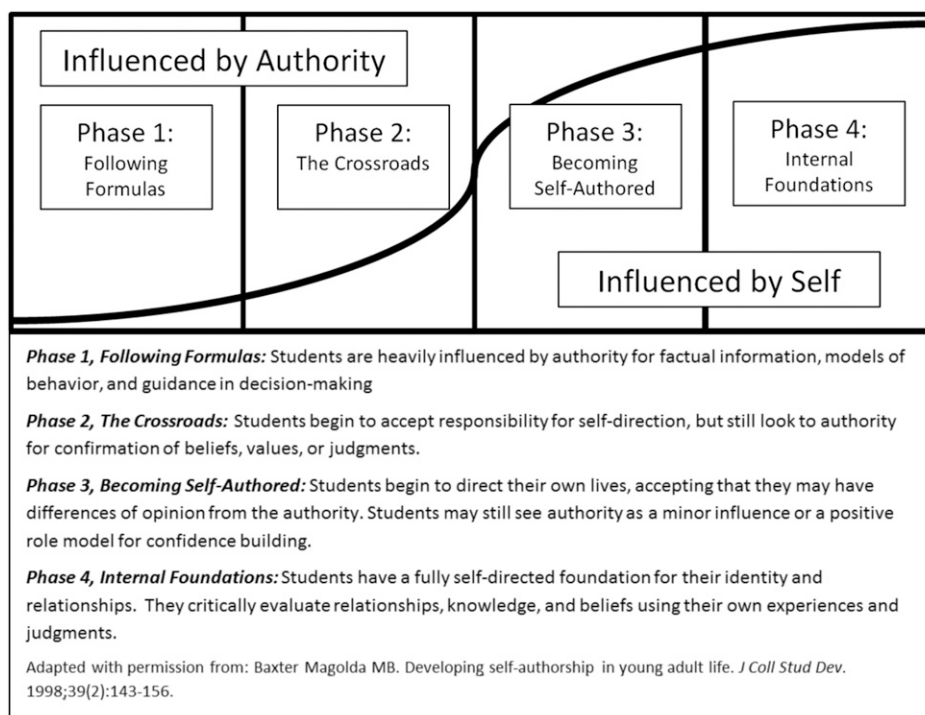 Influenced by Authority
Phase 1:
Following
Formulas
Phase 2:
The Crossroads
Phase 3:
Becoming
Self-Authored
Phase 4:
Internal
Foundations
Influenced by Self
Phase 1, Following Formulas: Students are heavily influenced by authority for factual information, models of
behavior, and guidance in decision-making
Phase 2, The Crossroads: Students begin to accept responsibility for self-direction, but still look to authority
for confirmation of beliefs, values, or judgments.
Phase 3, Becoming Self-Authored: Students begin to direct their own lives, accepting that they may have
differences of opinion from the authority. Students may still see authority as a minor influence or a positive
role model for confidence building.
Phase 4, Internal Foundations: Students have a fully self-directed foundation for their identity and
relationships. They critically evaluate relationships, knowledge, and beliefs using their own experiences and
judgments.
Adapted with permission from: Baxter Magolda MB. Developing self-authorship in young adult life. J Coll Stud Dev.
1998;39(2):143-156.